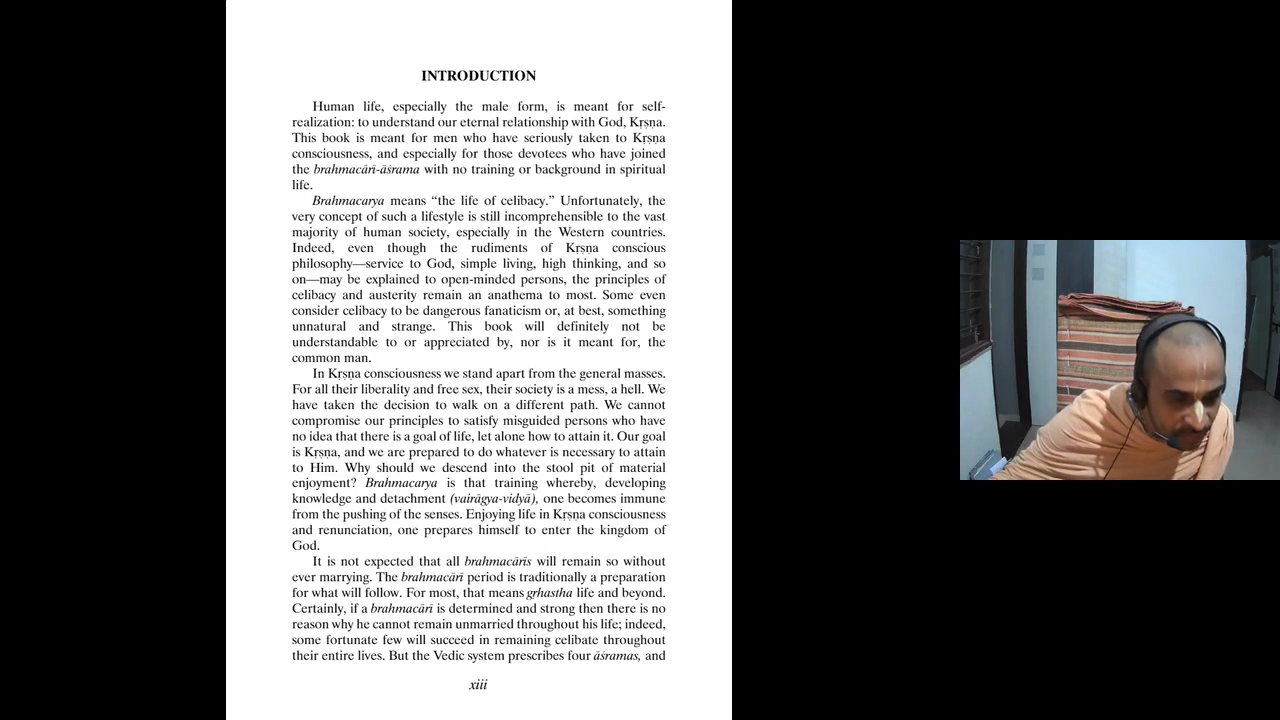 INTRODUCTION
Human life, especially the male form, is meant for self-
realization: to understand our eternal relationship with God, Kṛṣṇa.
This book is meant for men who have seriously taken to Kṛṣṇa
consciousness, and especially for those devotees who have joined
the brahmacārī-āśrama with no training or background in spiritual
life.
Brahmacarya means “the life of celibacy.” Unfortunately, the
very concept of such a lifestyle is still incomprehensible to the vast
majority of human society, especially in the Western countries.
Indeed, even though the rudiments of Kṛṣṇa conscious
philosophy—service to God, simple living, high thinking, and so
on—may be explained to open-minded persons, the principles of
celibacy and austerity remain an anathema to most. Some even
consider celibacy to be dangerous fanaticism or, at best, something
unnatural and strange. This book will definitely not be
understandable to or appreciated by, nor is it meant for, the
common man.
In Kṛṣṇa consciousness we stand apart from the general masses.
For all their liberality and free sex, their society is a mess, a hell. We
have taken the decision to walk on a different path. We cannot
compromise our principles to satisfy misguided persons who have
no idea that there is a goal of life, let alone how to attain it. Our goal
is Kṛṣṇa, and we are prepared to do whatever is necessary to attain
to Him. Why should we descend into the stool pit of material
enjoyment? Brahmacarya is that training whereby, developing
knowledge and detachment (vairāgya-vidyā), one becomes immune
from the pushing of the senses. Enjoying life in Kṛṣṇa consciousness
and renunciation, one prepares himself to enter the kingdom of
God.
It is not expected that all brahmacārīs will remain so without
ever marrying. The brahmacārī period is traditionally a preparation
for what will follow. For most, that means gṛhastha life and beyond.
Certainly, if a brahmacārī is determined and strong then there is no
reason why he cannot remain unmarried throughout his life; indeed,
some fortunate few will succeed in remaining celibate throughout
their entire lives. But the Vedic system prescribes four āśramas, and
xiii